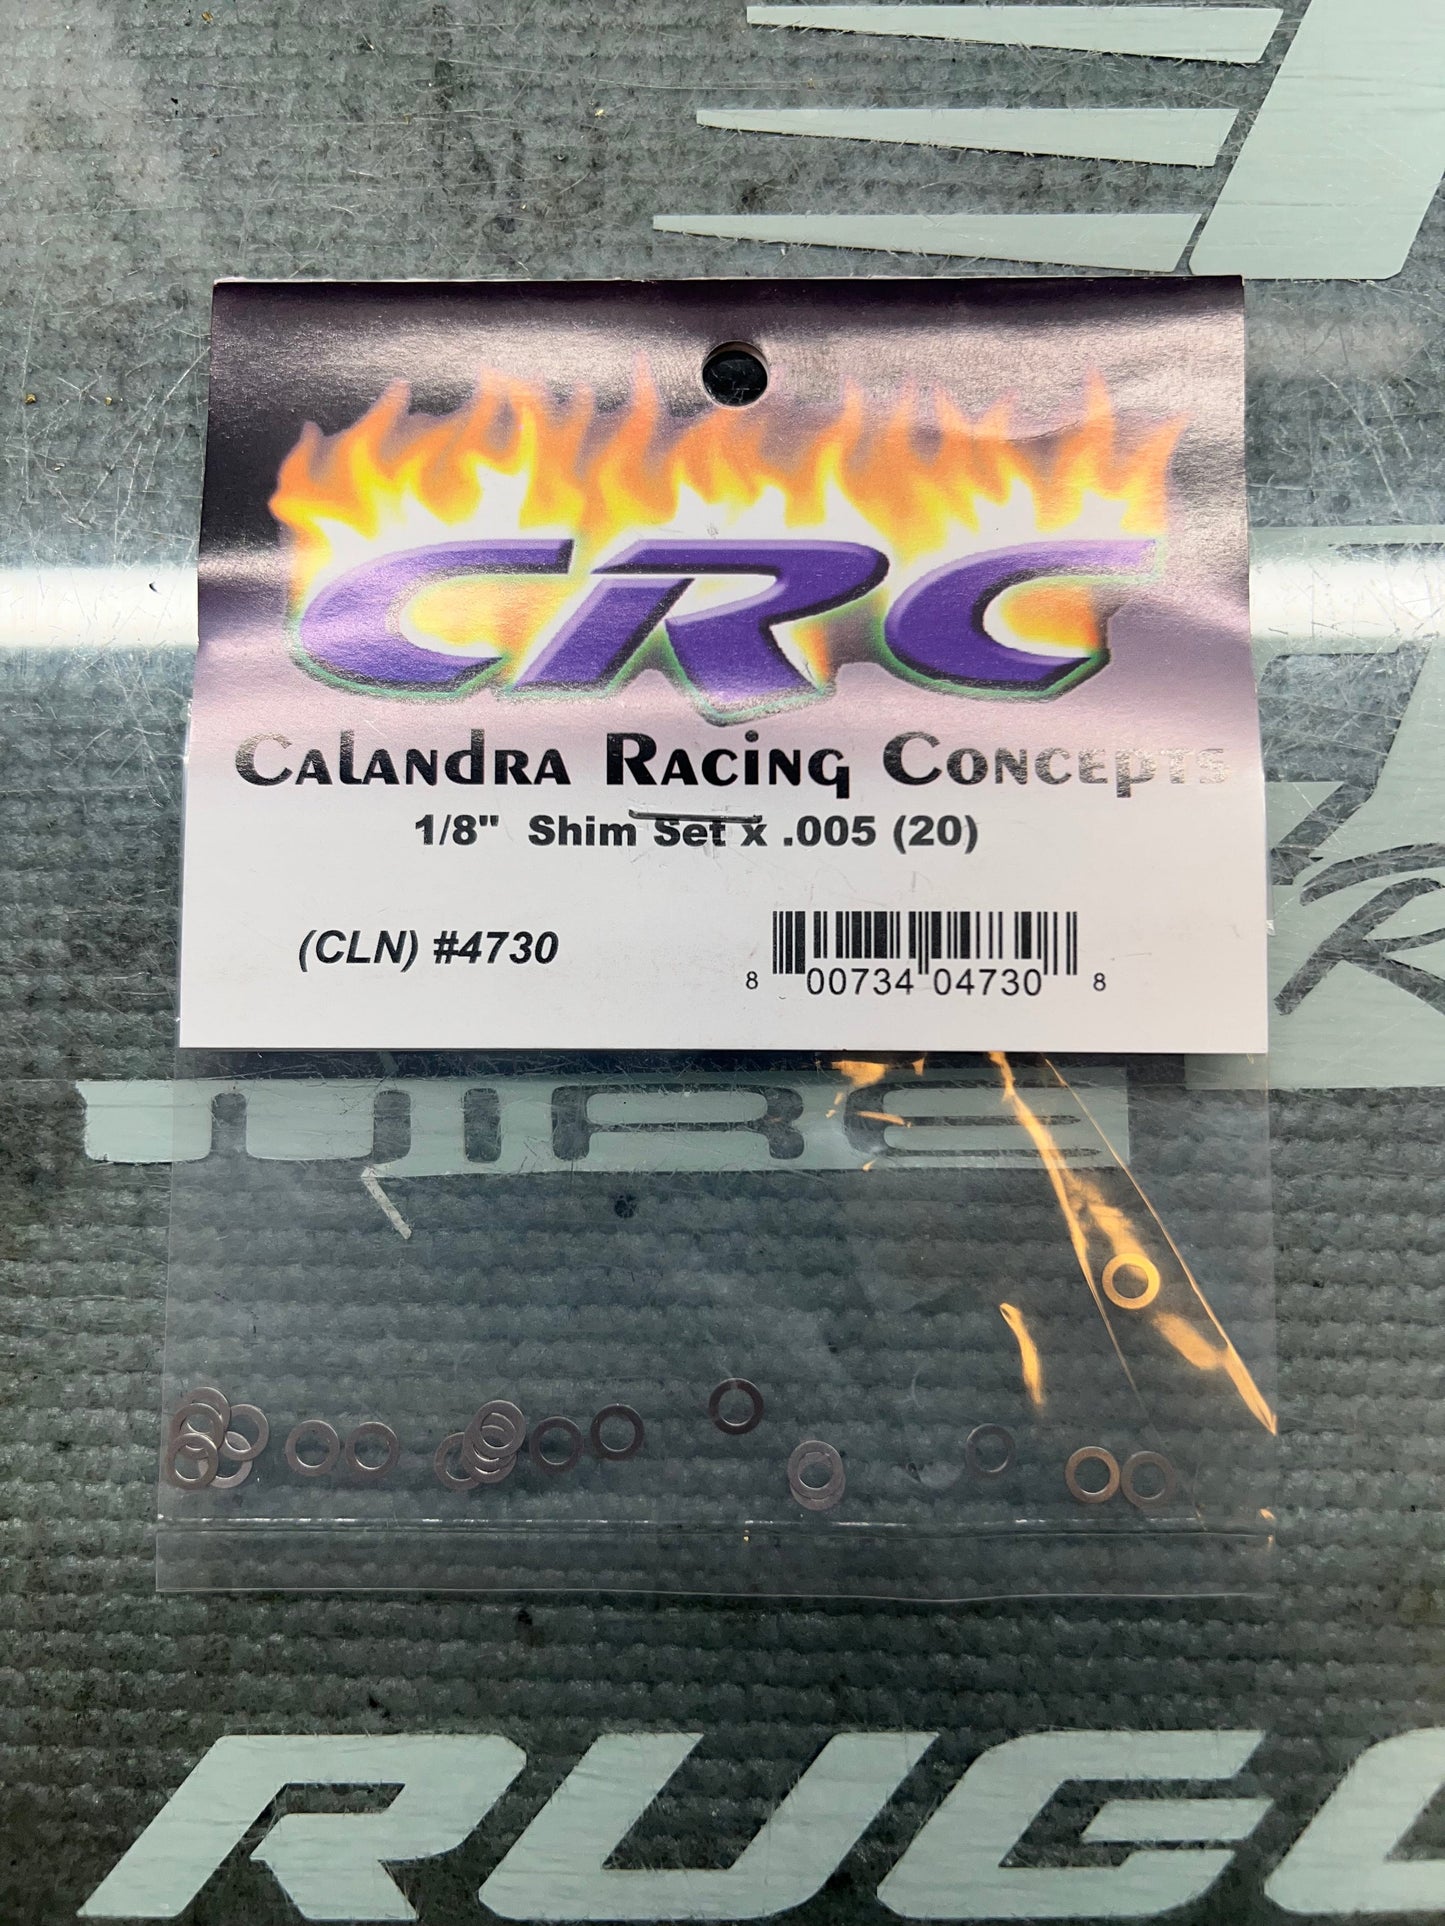 CRC
Calandra Racing Concepts
1/8" Shim Set x .005 (20)
(CLN) #4730
8 00734 04730 8